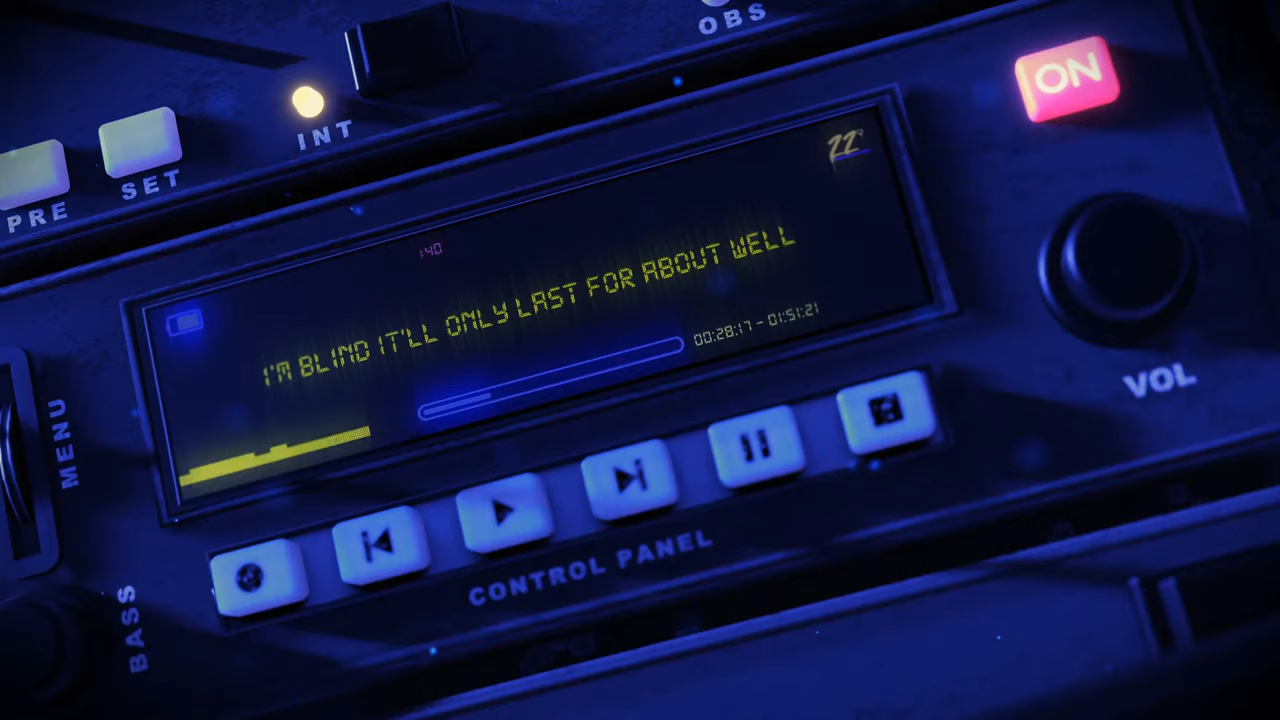 OBS
ON
INT
SET
PRE
22°
:40
I'M BLIND IT'LL ONLY LAST FOR ABOUT WELL
00:28:17 - 01:51:21
VOL
MENU
CONTROL PANEL
BASS